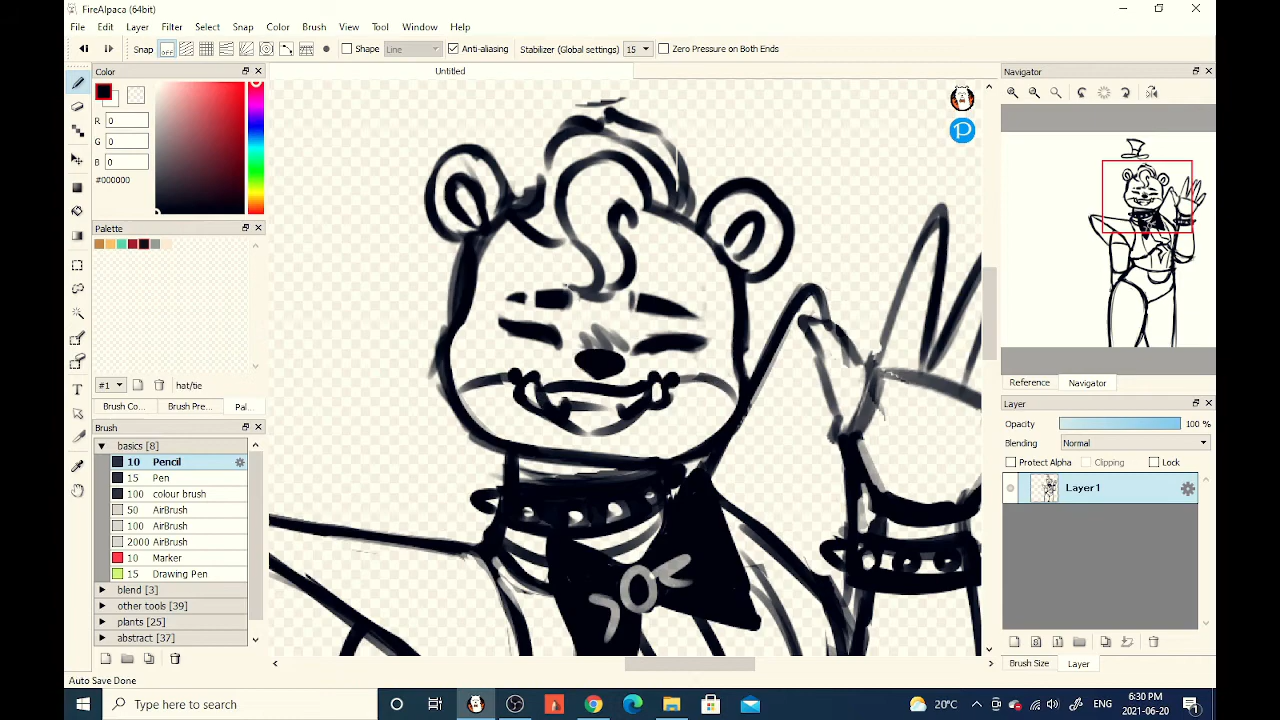 FireAlpaca (64bit)
File Edit Layer Filter Select Snap Color Brush View Tool Window Help
Snap OFF Shape Line Anti-aliasing Stabilizer (Global settings) 15 Zero Pressure on Both Ends
Color
Untitled
Navigator
R 0
G 0
B 0
#000000
Palette
#1 hat/tie
Brush Co... Brush Pre... Pal...
Reference Navigator
Brush
basics [8]
10 Pencil
15 Pen
100 colour brush
50 AirBrush
100 AirBrush
2000 AirBrush
10 Marker
15 Drawing Pen
blend [3]
other tools [39]
plants [25]
abstract [37]
Layer
Opacity 100 %
Blending Normal
Protect Alpha Clipping Lock
Layer1
Brush Size Layer
Auto Save Done
Type here to search
20°C ENG 6:30 PM
2021-06-20
1